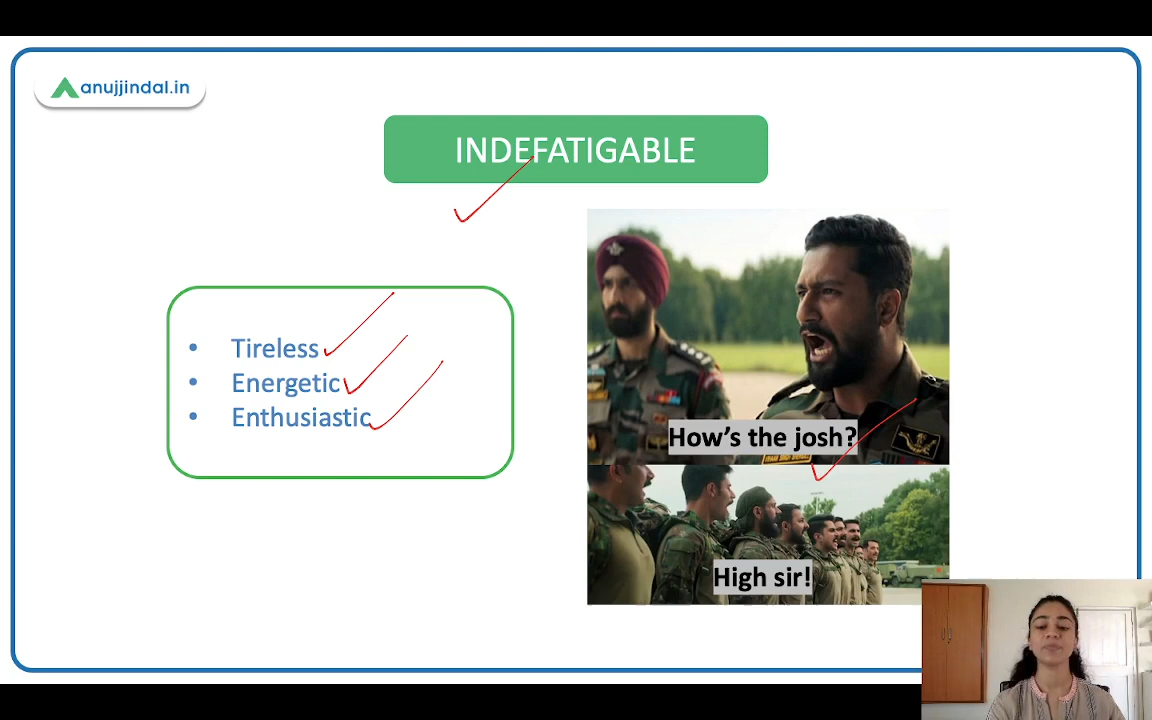 anujjindal.in
INDEFATIGABLE
• Tireless
• Energetic
• Enthusiastic
How's the josh?
High sir!